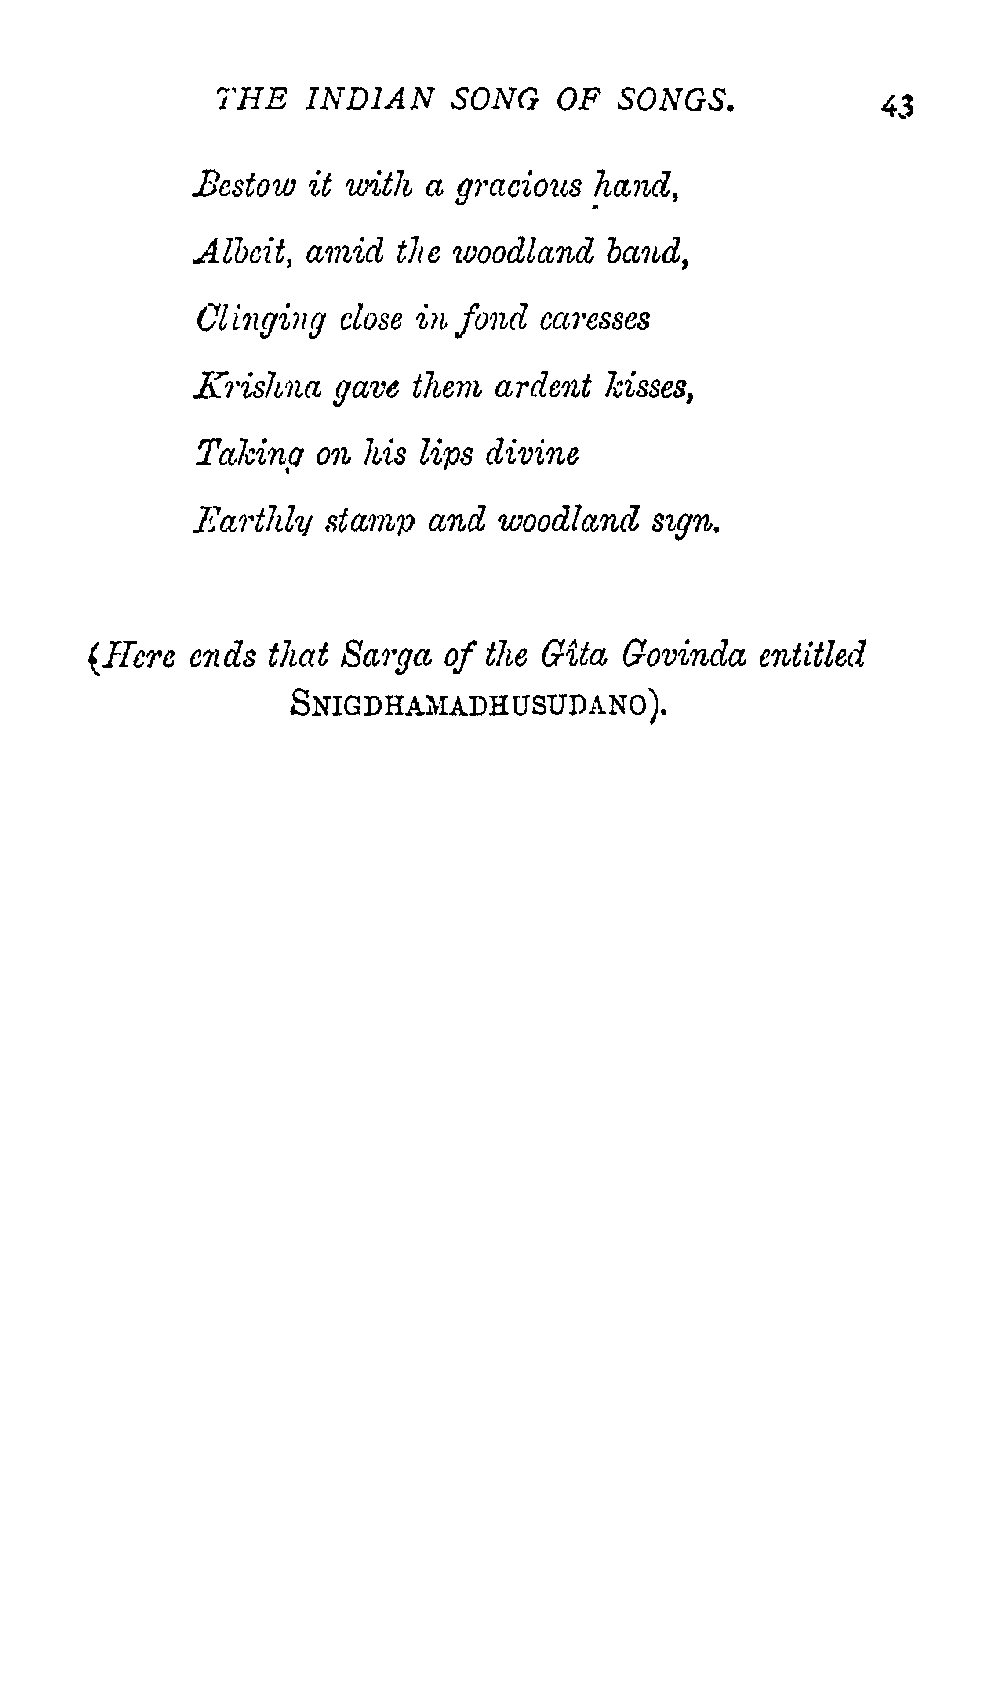 THE INDIAN SONG OF SONGS. 43
Bestow it with a gracious hand,
Albeit, amid the woodland band,
Clinging close in fond caresses
Krishna gave them ardent kisses,
Taking on his lips divine
Earthly stamp and woodland sign.
(Here ends that Sarga of the Gîta Govinda entitled
SNIGDHAMADHUSUDANO).